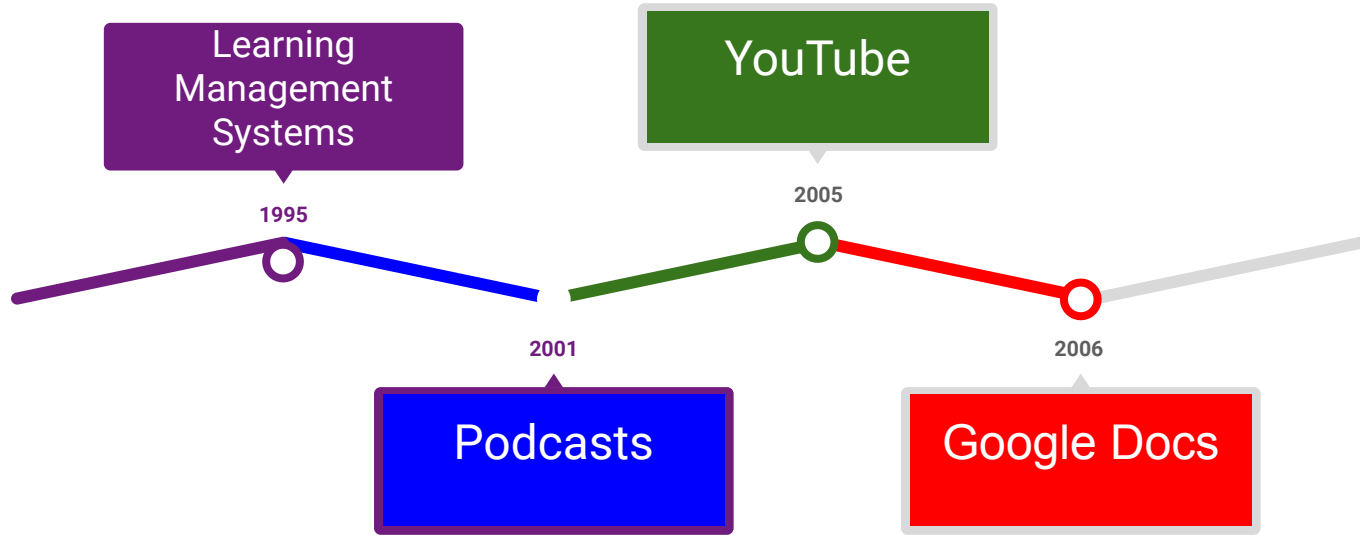 Learning
Management
Systems
1995
2001
Podcasts
YouTube
2005
2006
Google Docs